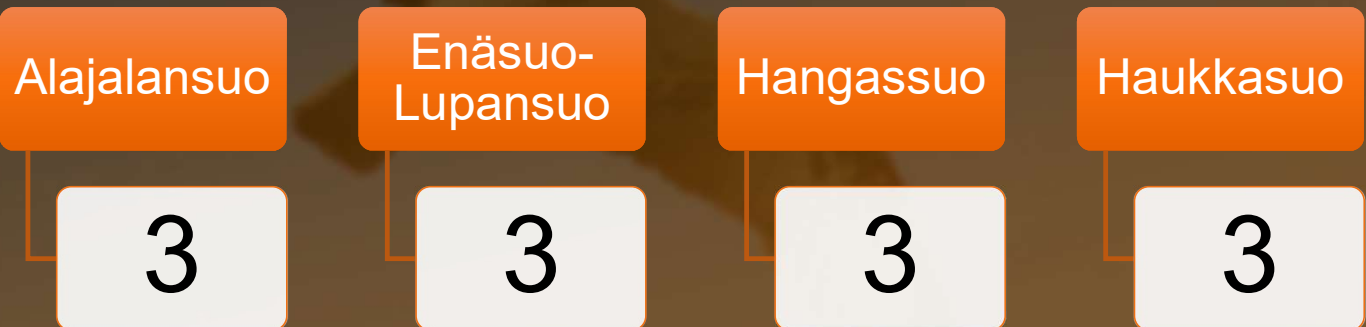 Alajalansuo
Enäsuo-
Lupansuo
Hangassuo
Haukkasuo
3
3
3
3